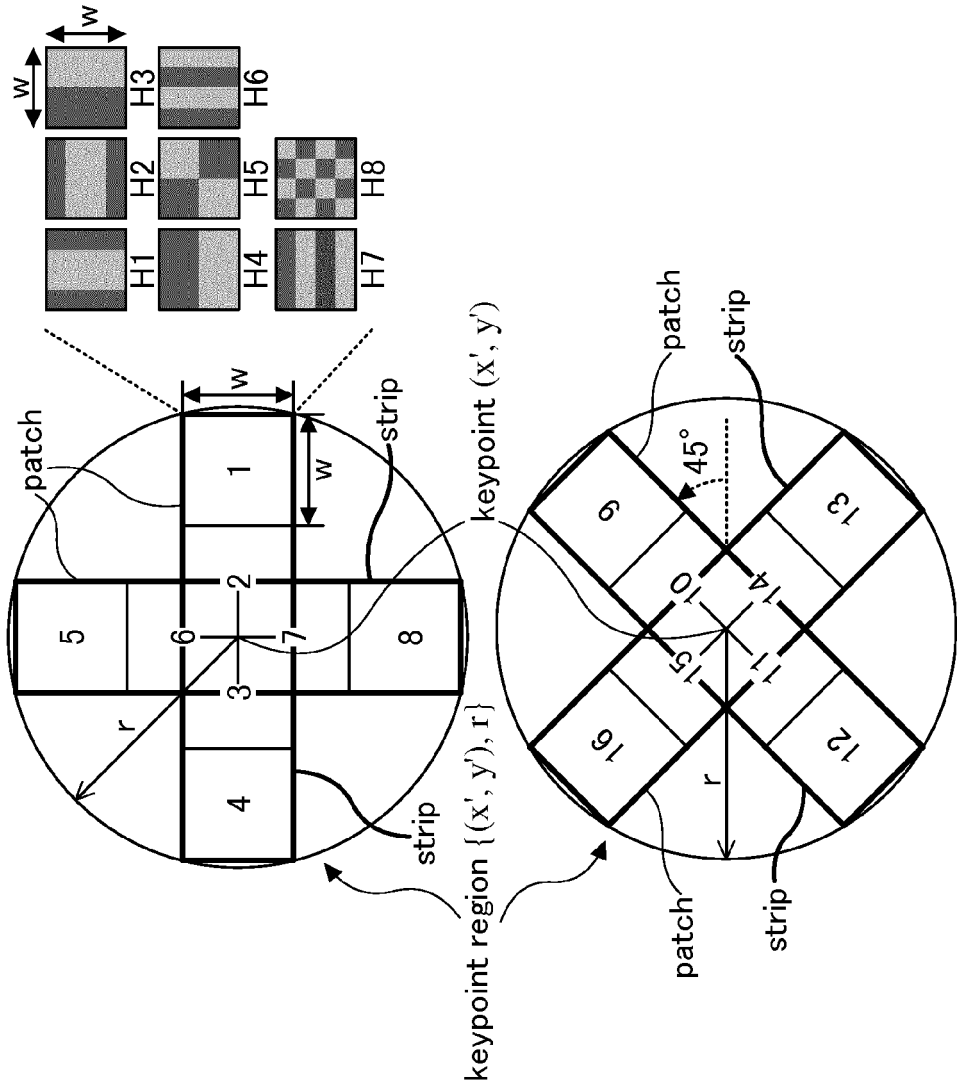 w
w
H1
H2
H3
H4
H5
H6
H7
H8
patch
w
w
1
2
3
4
5
6
7
8
r
strip
strip
keypoint (x', y')
keypoint region {(x', y'), r}
patch
strip
45°
9
10
11
12
13
14
15
16
r
patch
strip